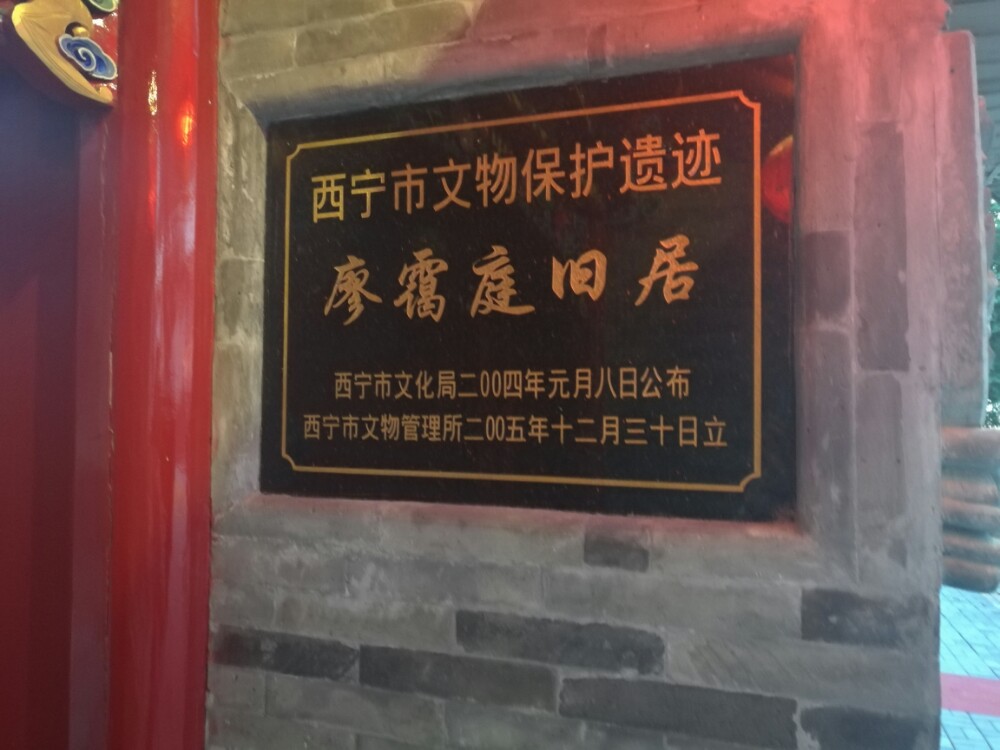 西宁市文物保护遗迹
廖霭庭旧居
西宁市文化局二00四年元月八日公布
西宁市文物管理所二00五年十二月三十日立